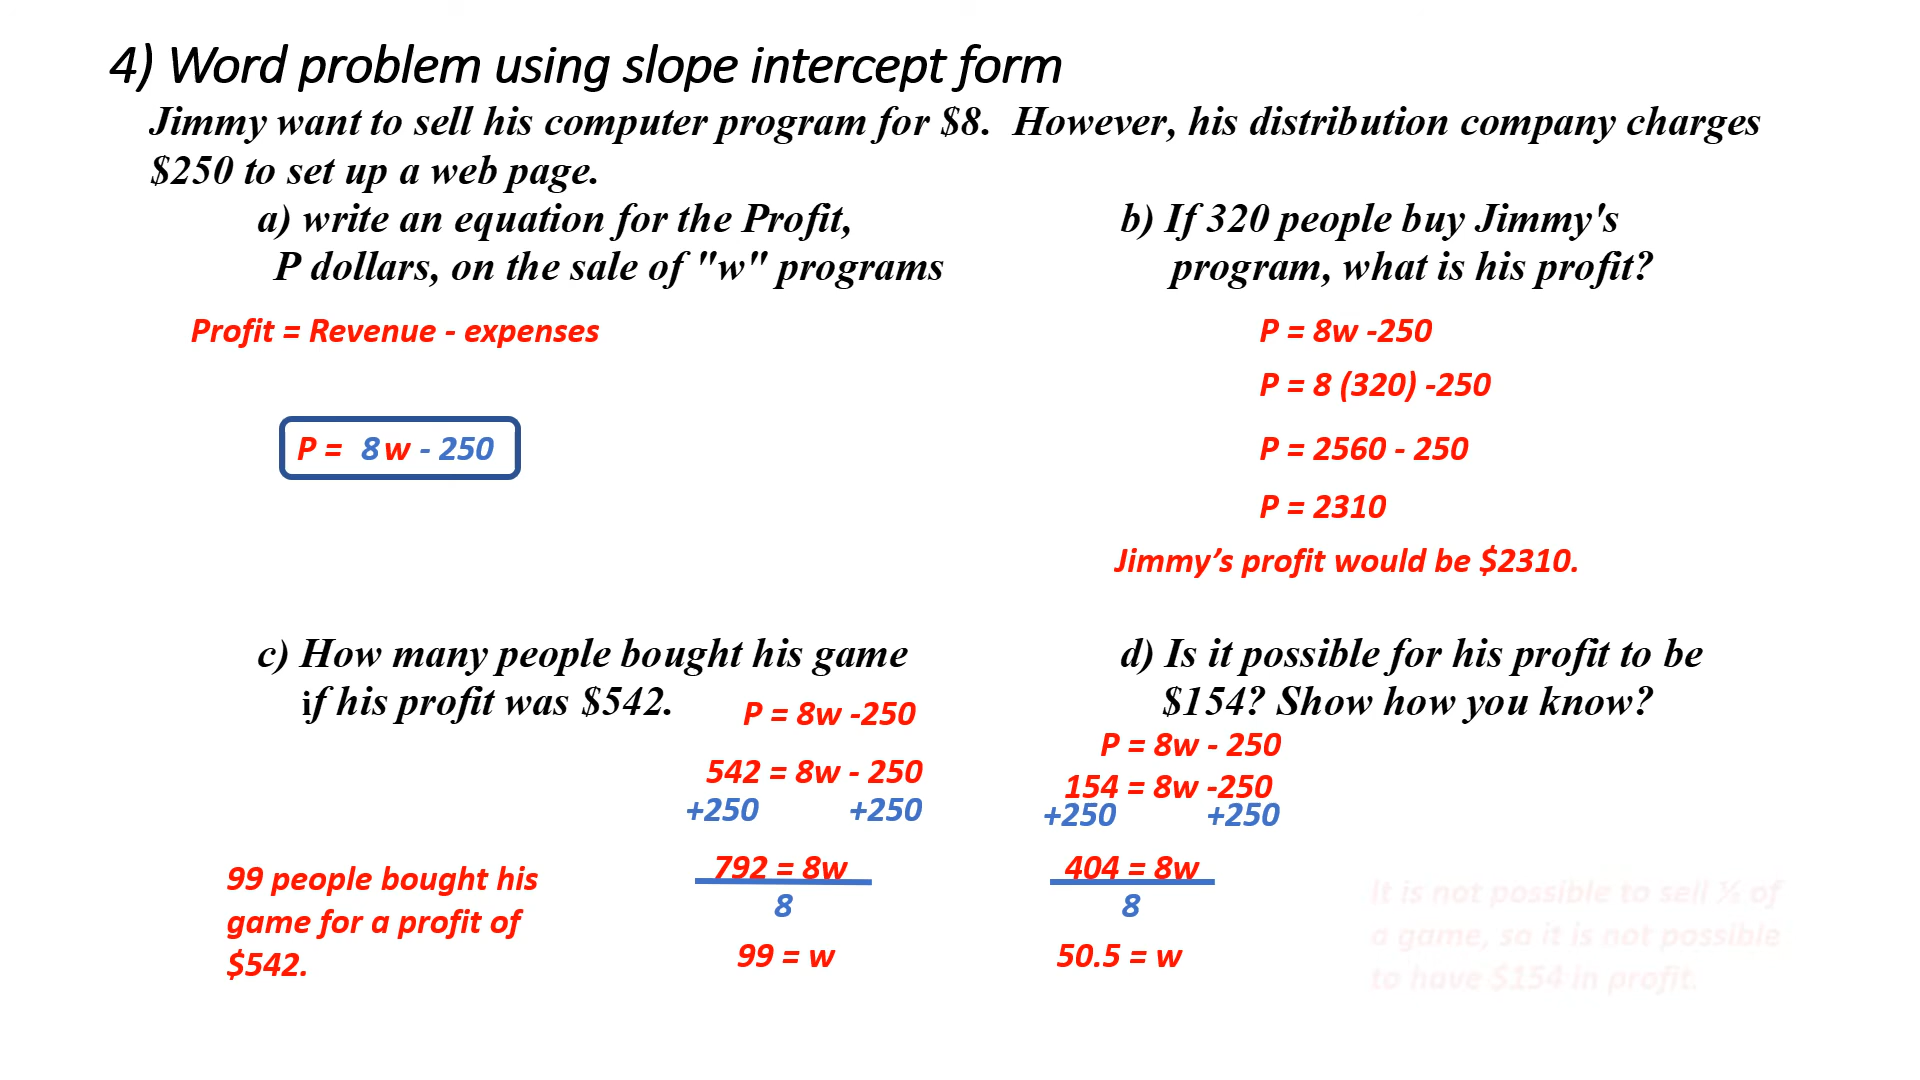 4) Word problem using slope intercept form
Jimmy want to sell his computer program for $8. However, his distribution company charges
$250 to set up a web page.
a) write an equation for the Profit,
P dollars, on the sale of "w" programs
Profit = Revenue - expenses
P = 8w - 250
b) If 320 people buy Jimmy's
program, what is his profit?
P = 8w -250
P = 8 (320) -250
P = 2560 - 250
P = 2310
Jimmy’s profit would be $2310.
c) How many people bought his game
if his profit was $542.
P = 8w -250
542 = 8w - 250
+250 +250
792 = 8w
8
99 = w
99 people bought his
game for a profit of
$542.
d) Is it possible for his profit to be
$154? Show how you know?
P = 8w - 250
154 = 8w -250
+250 +250
404 = 8w
8
50.5 = w
It is not possible to sell ½ of
a game, so it is not possible
to have $154 in profit.